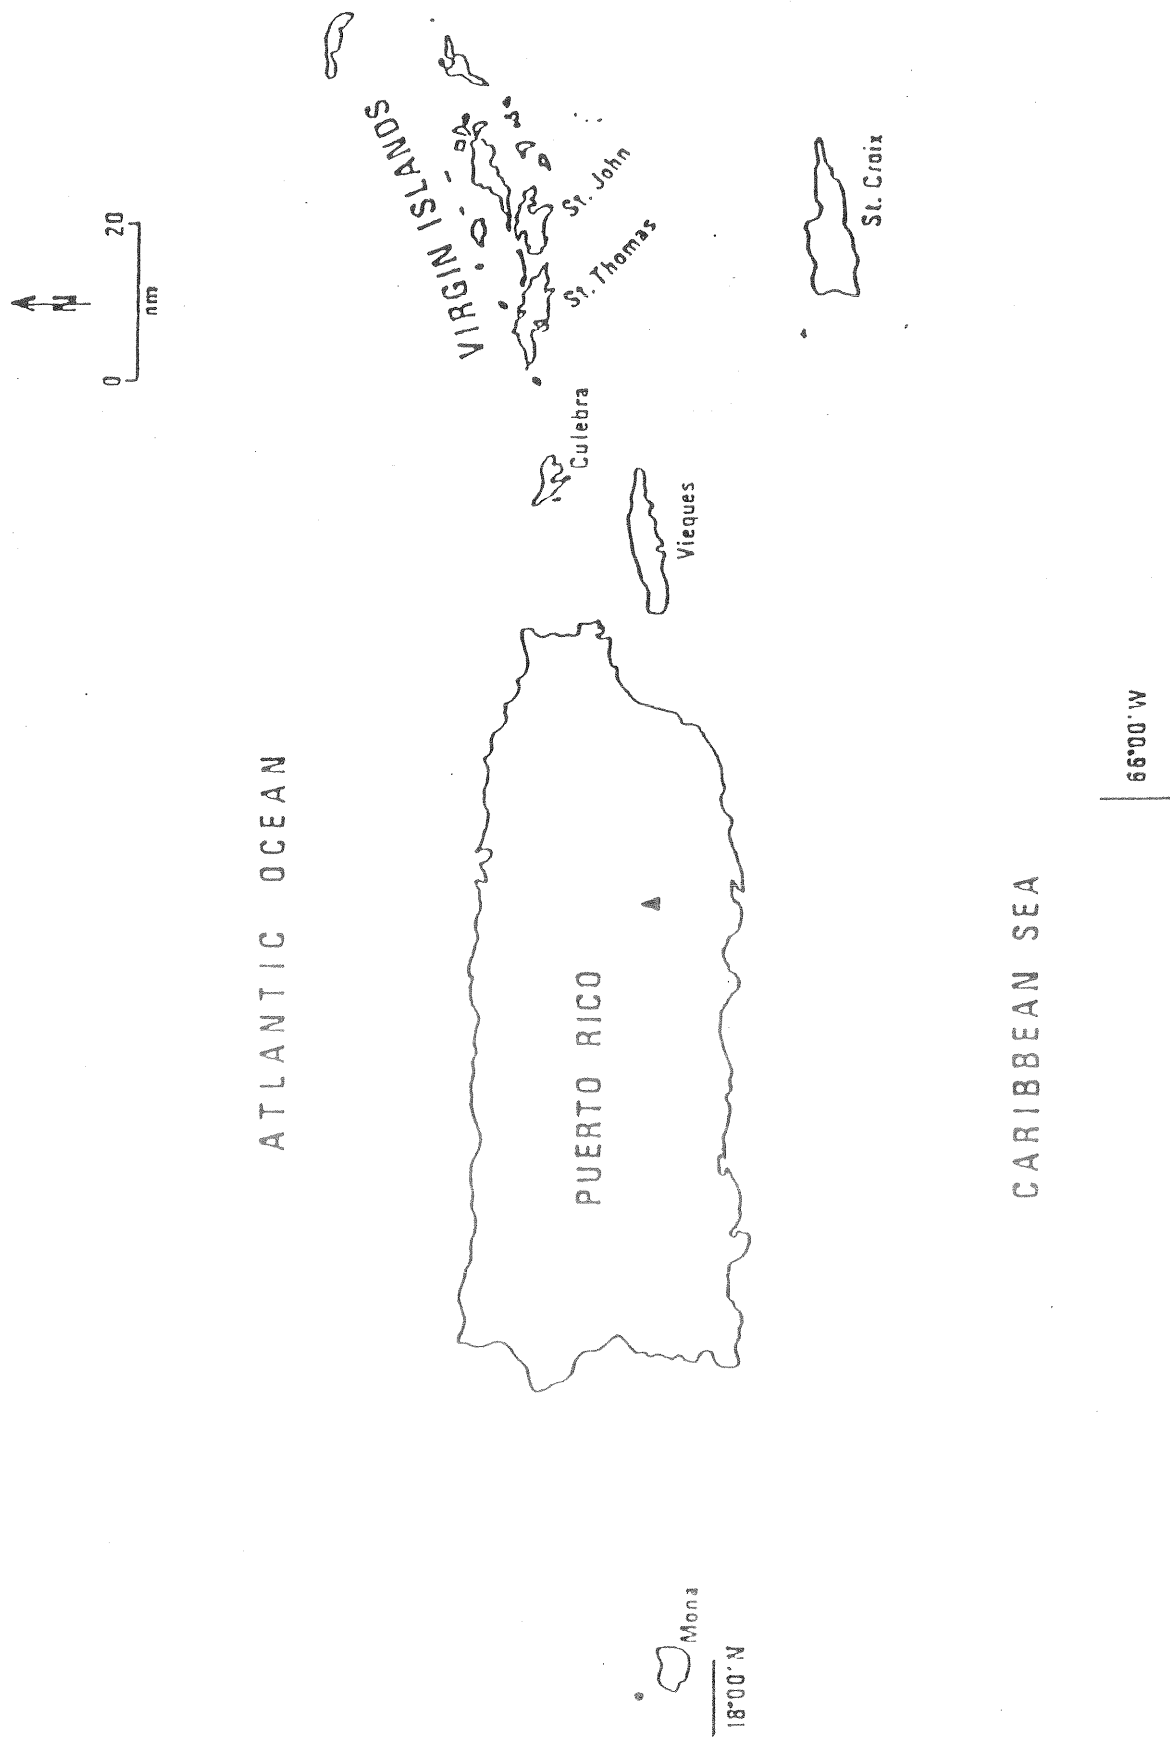 N
0 20
nm
VIRGIN ISLANDS
ATLANTIC OCEAN
St. John
St. Thomas
Culebra
PUERTO RICO
Vieques
Mona
18°00'N
St. Croix
CARIBBEAN SEA
66°00'W